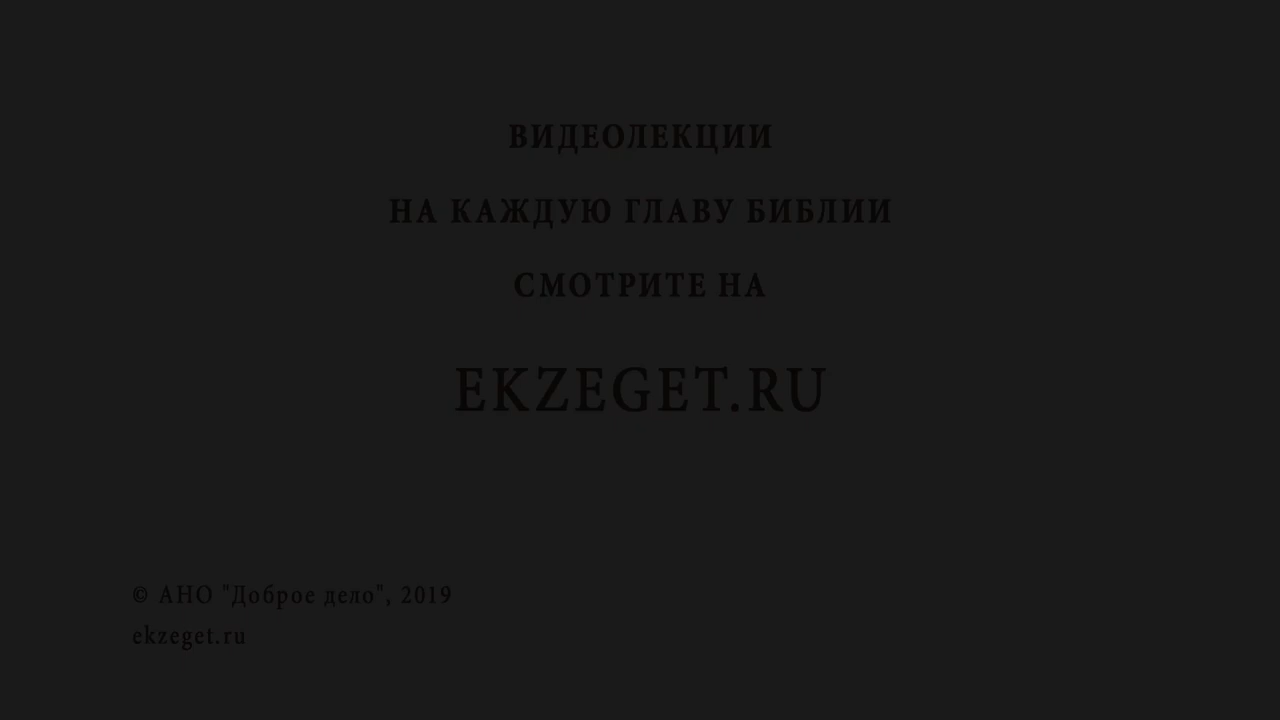 ВИДЕОЛЕКЦИИ
НА КАЖДУЮ ГЛАВУ БИБЛИИ
СМОТРИТЕ НА
EKZEGET.RU
© АНО "Доброе дело", 2019
ekzeget.ru